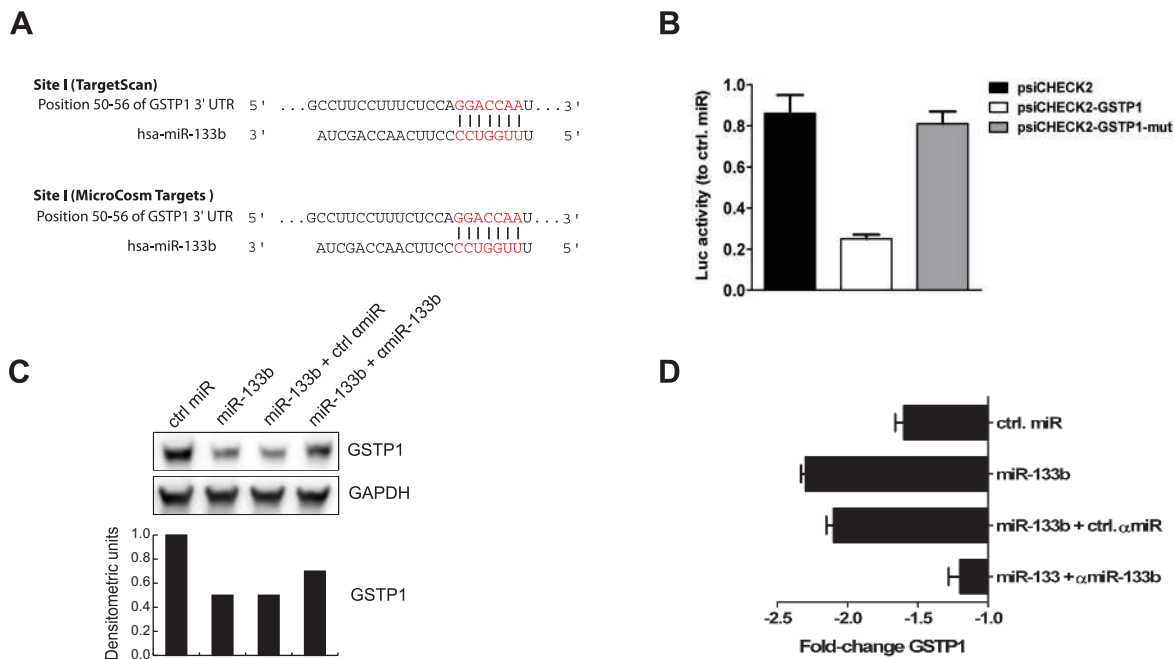 A
Site I (TargetScan)
Position 50-56 of GSTP1 3' UTR 5' ...GCCUUCCUUUCUCCAGGACCAAU...3'
hsa-miR-133b 3' AUCGACCAACUUCCCCUGGUUU 5'
Site I (MicroCosm Targets )
Position 50-56 of GSTP1 3' UTR 5' ...GCCUUCCUUUCUCCAGGACCAAU...3'
hsa-miR-133b 3' AUCGACCAACUUCCCCUGGUUU 5'
B
Luc activity (to ctrl. miR)
1.0
0.8
0.6
0.4
0.2
0.0
psiCHECK2
psiCHECK2-GSTP1
psiCHECK2-GSTP1-mut
C
ctrl miR
miR-133b
miR-133b + ctrl αmiR
miR-133b + αmiR-133b
GSTP1
GAPDH
Densitometric units
1.0
0.8
0.6
0.4
0.2
0.0
GSTP1
D
ctrl. miR
miR-133b
miR-133b + ctrl. αmiR
miR-133 + αmiR-133b
-2.5 -2.0 -1.5 -1.0
Fold-change GSTP1